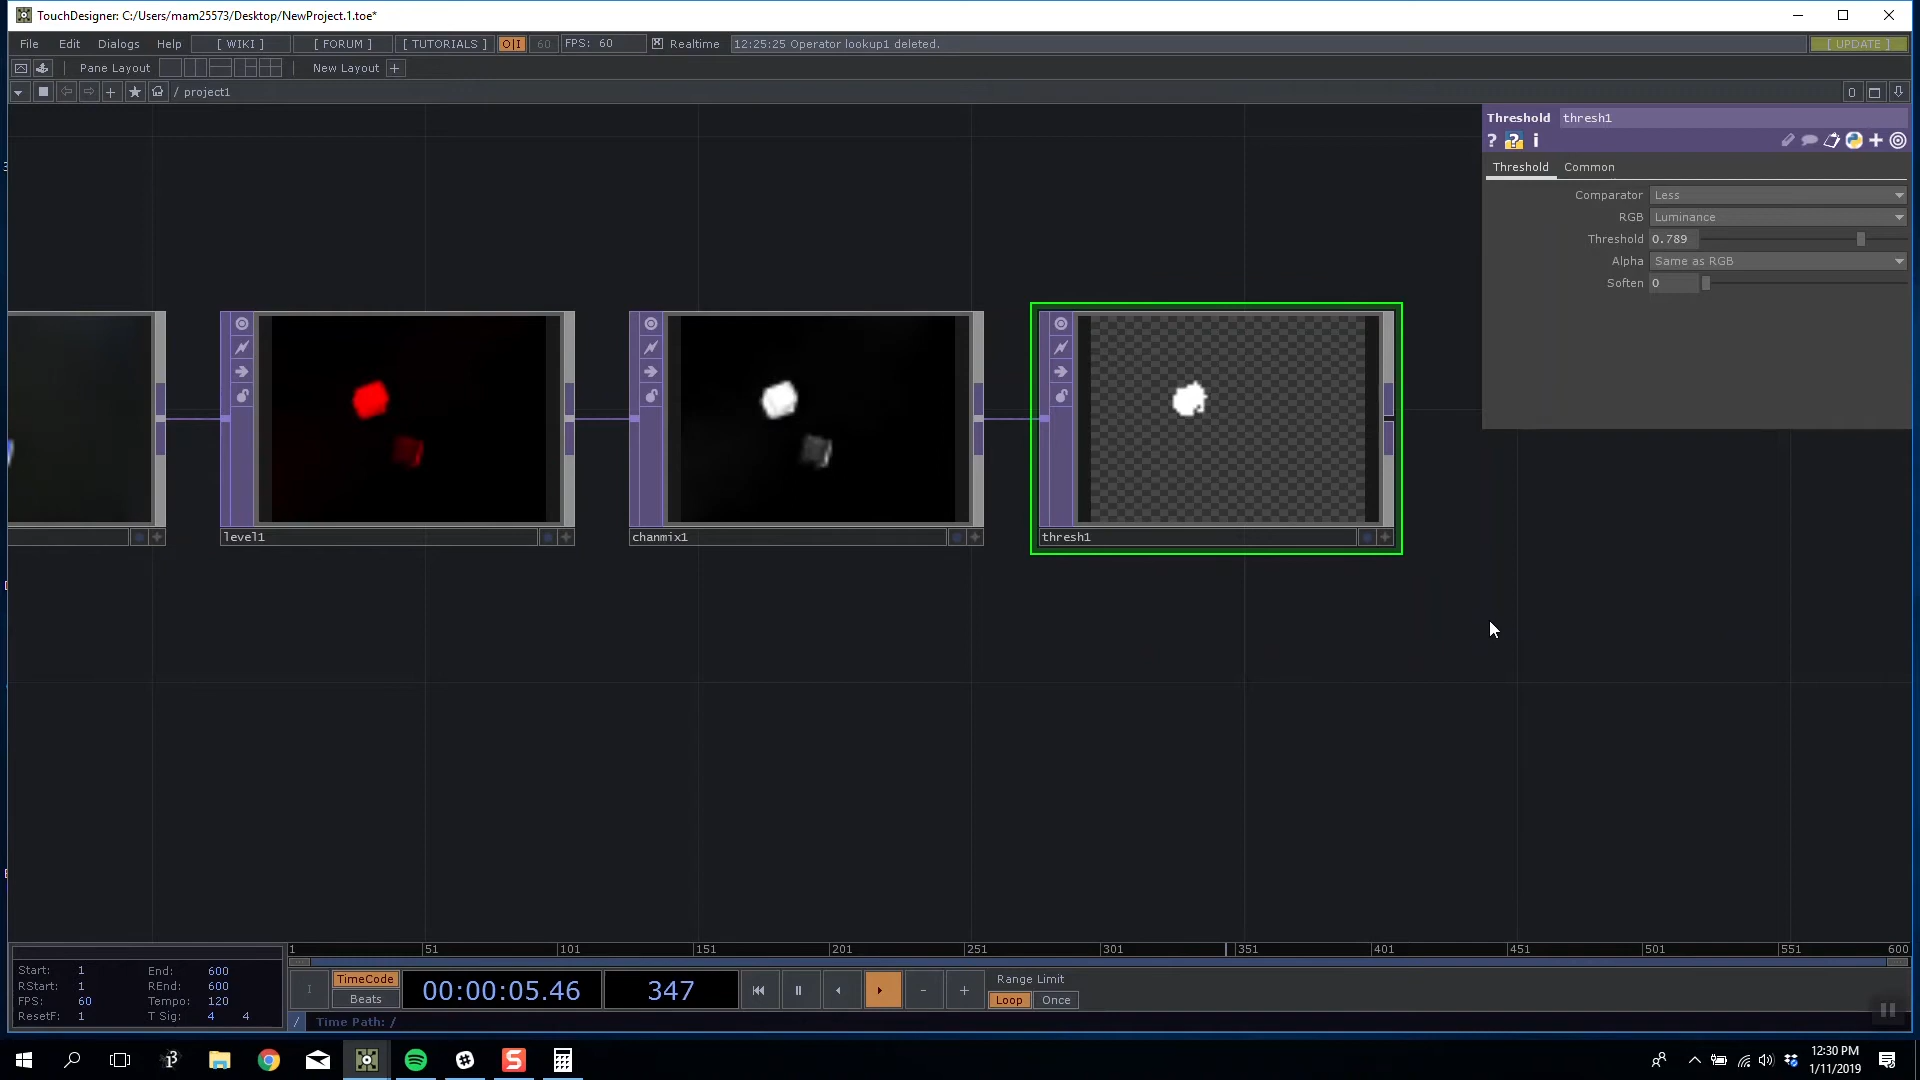 TouchDesigner: C:/Users/mam25573/Desktop/NewProject.1.toe*
File Edit Dialogs Help [ WIKI ] [ FORUM ] [ TUTORIALS ] O|I 60 FPS: 60 Realtime 12:25:25 Operator lookup1 deleted. [ UPDATE ]
Pane Layout New Layout +
/ project1 0
Threshold thresh1
? ? i
Threshold Common
Comparator Less
RGB Luminance
Threshold 0.789
Alpha Same as RGB
Soften 0
level1 chanmix1 thresh1
1 51 101 151 201 251 301 351 401 451 501 551 600
Start: 1 End: 600
RStart: 1 REnd: 600
FPS: 60 Tempo: 120
ResetF: 1 T Sig: 4 4
I TimeCode 00:00:05.46 347 - + Range Limit
Beats Loop Once
/ Time Path: /
12:30 PM
1/11/2019